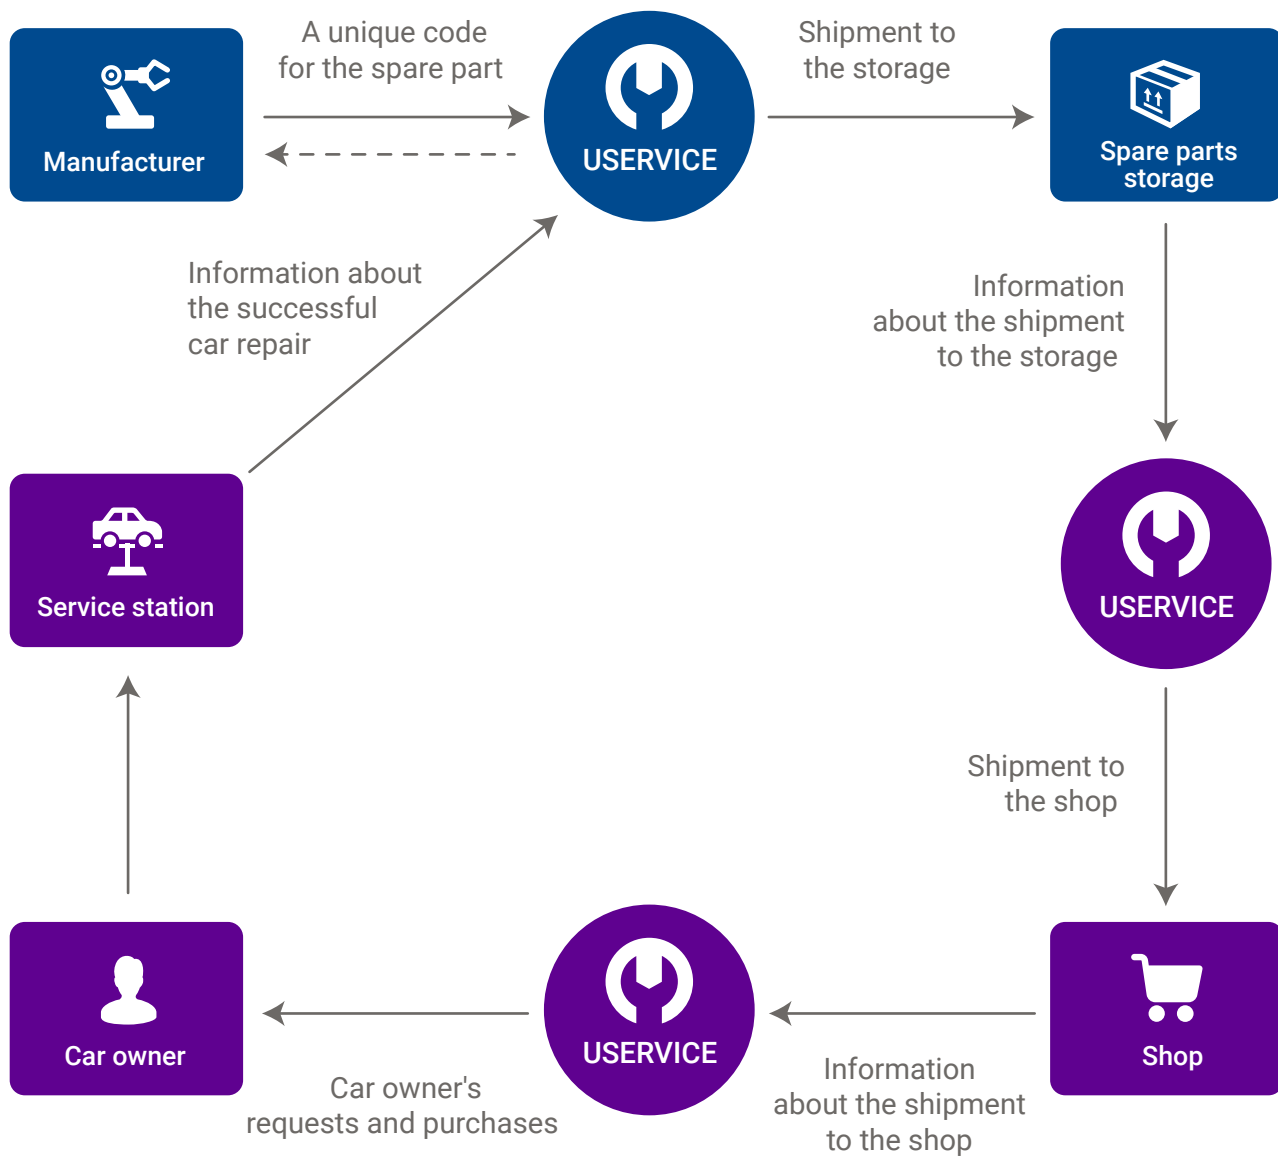 A unique code
for the spare part
Shipment to
the storage
Manufacturer
USERVICE
Spare parts
storage
Information about
the successful
car repair
Information
about the shipment
to the storage
Service station
USERVICE
Shipment to
the shop
Car owner
USERVICE
Shop
Car owner's
requests and purchases
Information
about the shipment
to the shop